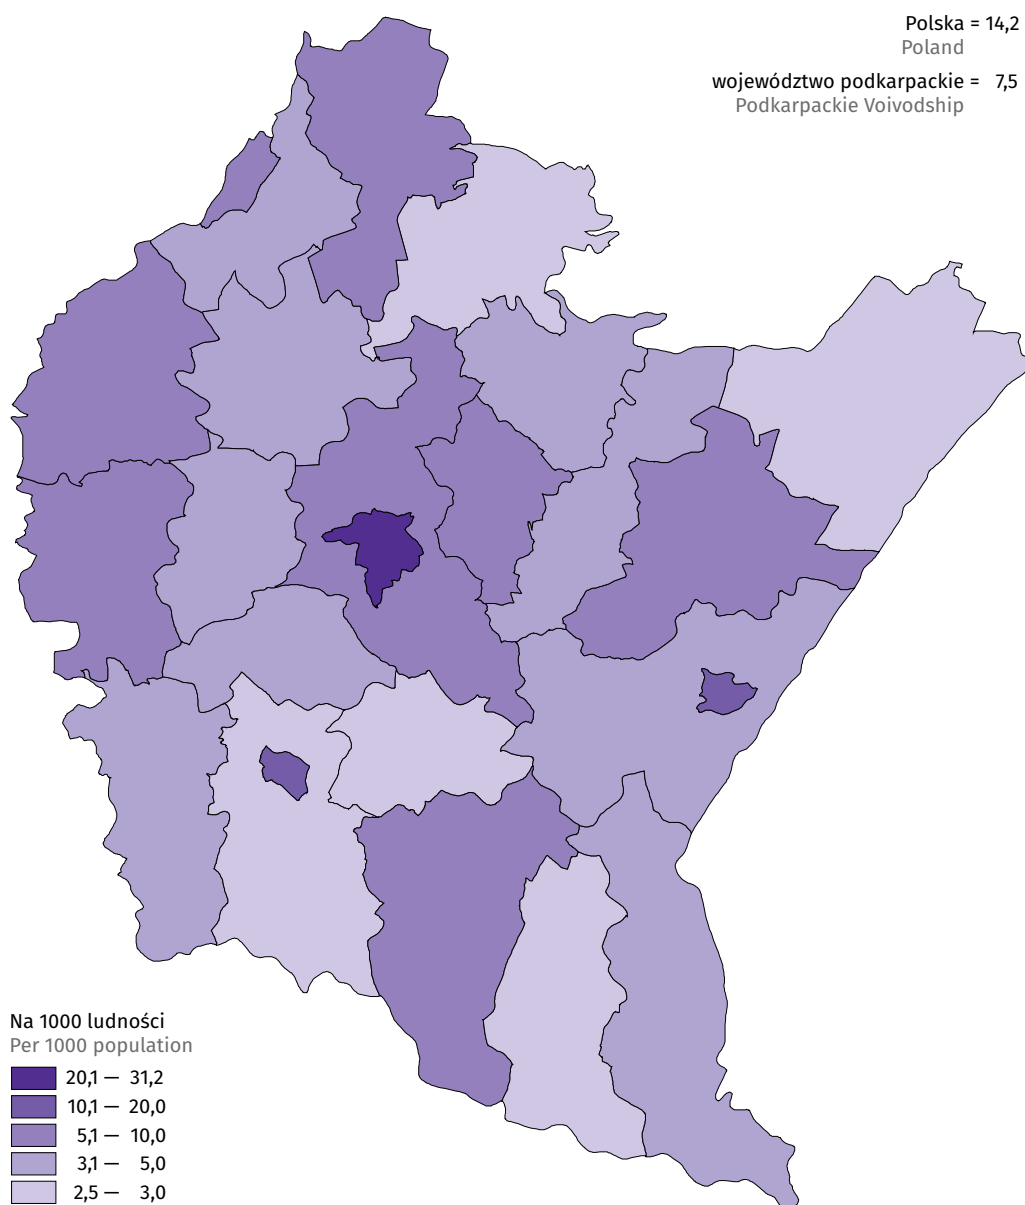 Polska = 14,2
Poland
województwo podkarpackie = 7,5
Podkarpackie Voivodship
Na 1000 ludności
Per 1000 population
20,1 — 31,2
10,1 — 20,0
5,1 — 10,0
3,1 — 5,0
2,5 — 3,0